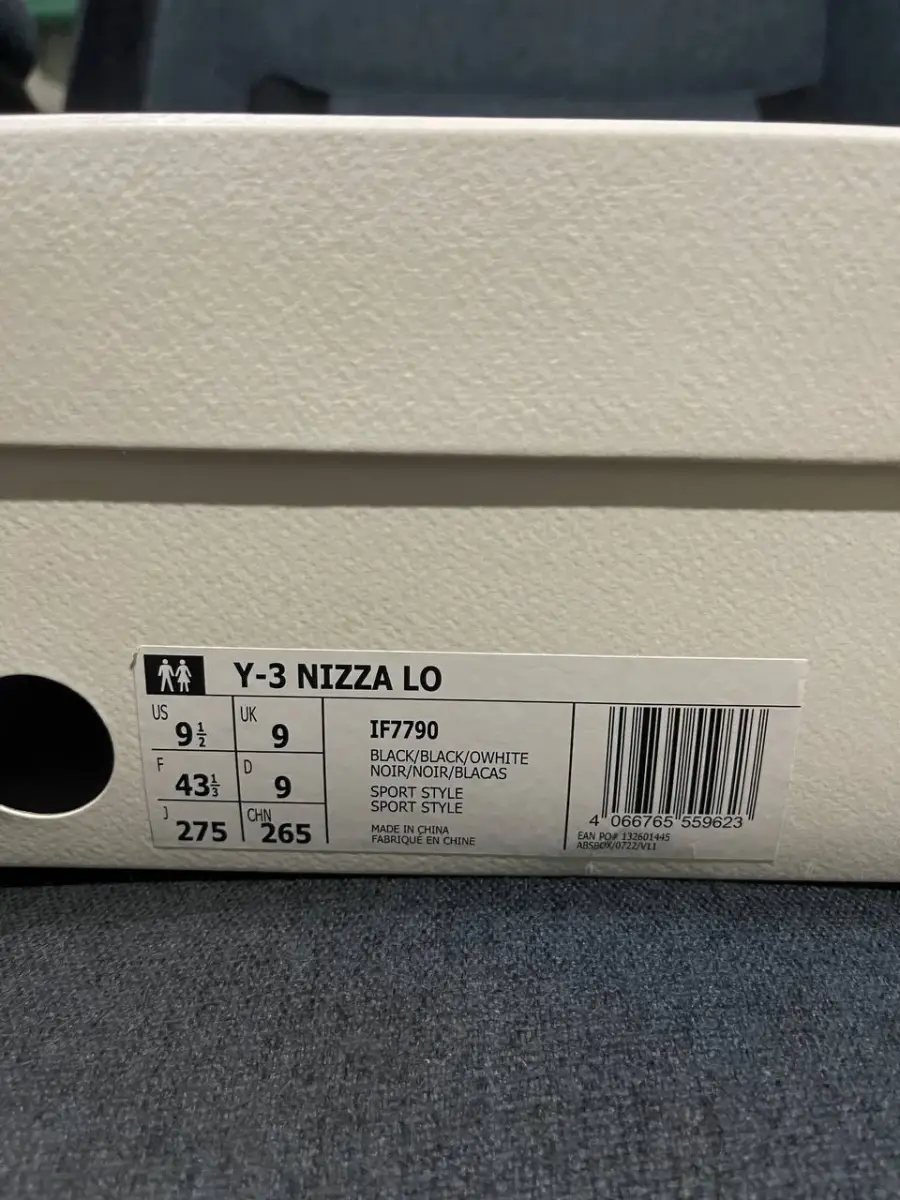 Y-3 NIZZA LO
US 9½ UK 9
F 43⅓ D 9
J 275 CHN 265
IF7790
BLACK/BLACK/OWHITE
NOIR/NOIR/BLACAS
SPORT STYLE
SPORT STYLE
MADE IN CHINA
FABRIQUÉ EN CHINE
4 066765 559623
EAN PO# 132601445
ABSBOX/0722/V11